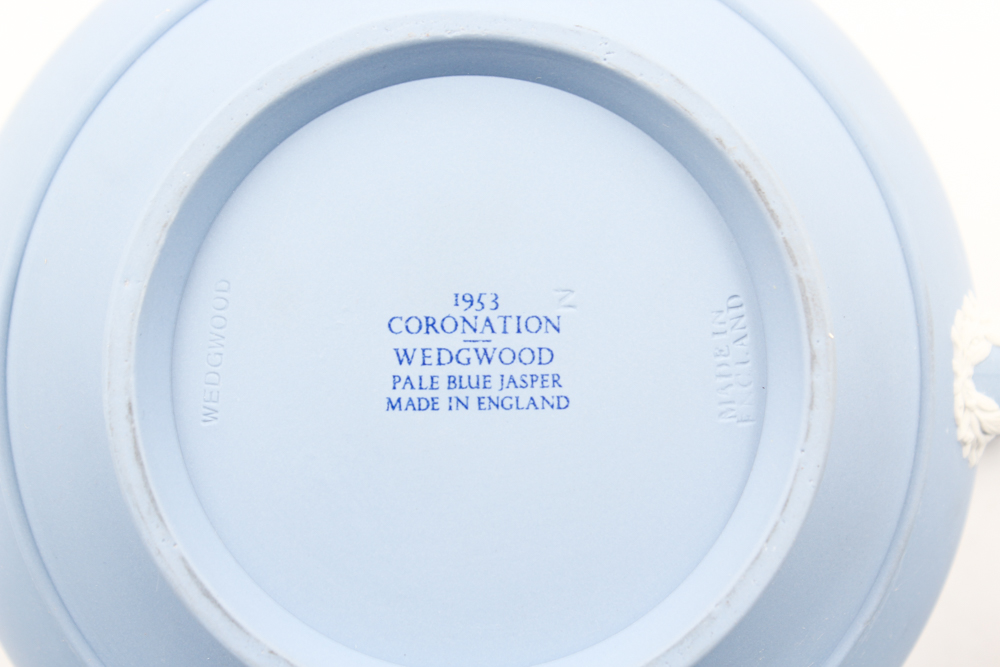 1953
CORONATION
WEDGWOOD
PALE BLUE JASPER
MADE IN ENGLAND
WEDGWOOD
MADE IN
ENGLAND
N